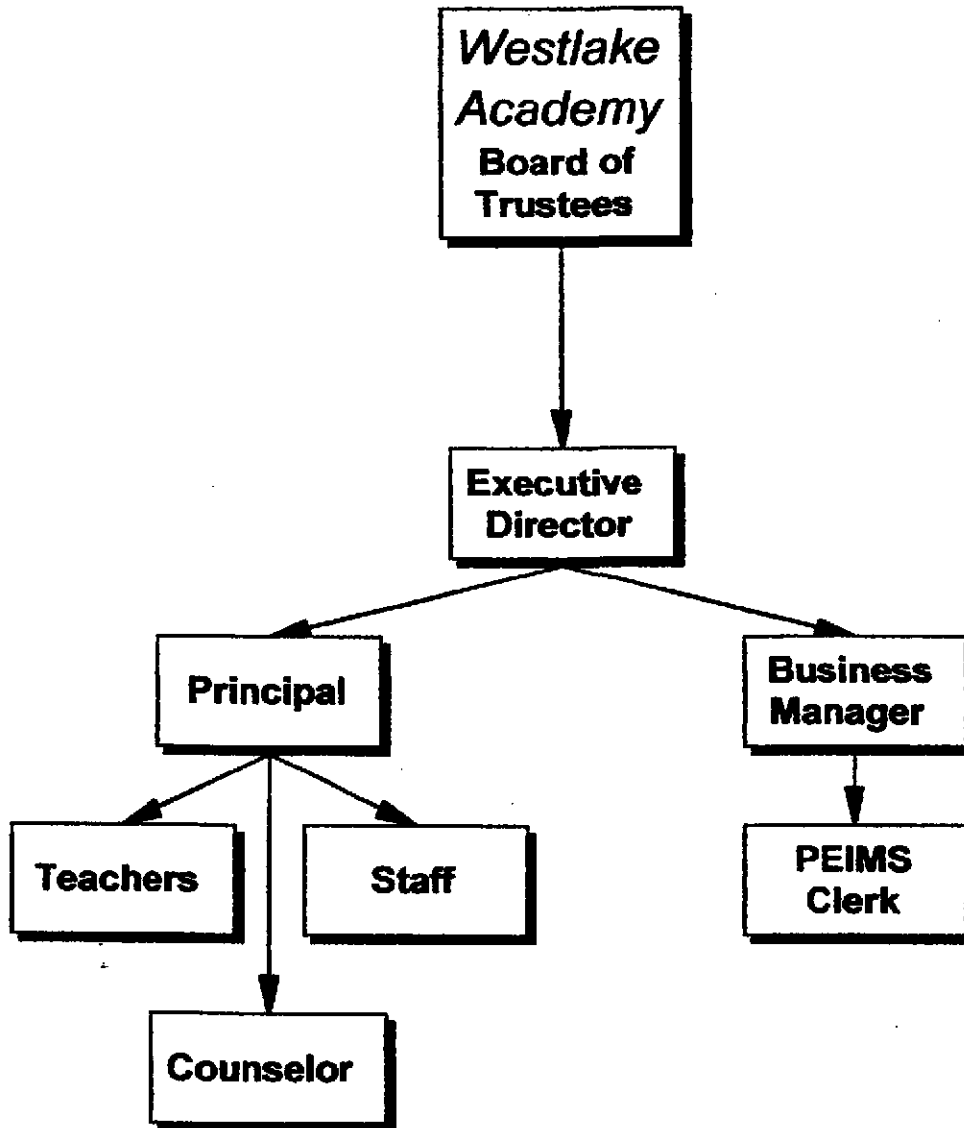 Westlake
Academy
Board of
Trustees
Executive
Director
Principal
Business
Manager
Teachers
Staff
PEIMS
Clerk
Counselor